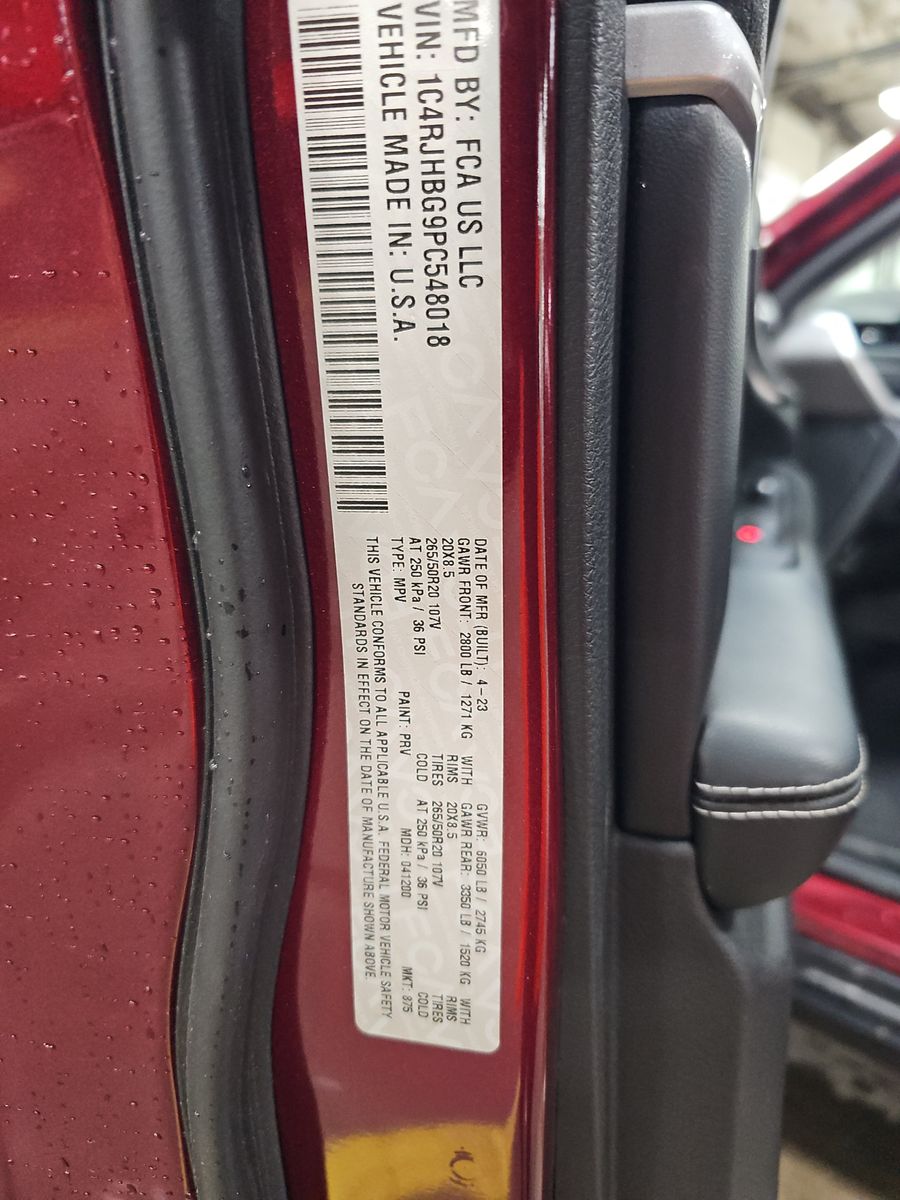 MFD BY: FCA US LLC
VIN: 1C4RJHBG9PC548018
VEHICLE MADE IN: U.S.A.
DATE OF MFR (BUILT): 4-23 GVWR: 6050 LB / 2745 KG
GAWR FRONT: 2800 LB / 1271 KG WITH GAWR REAR: 3350 LB / 1520 KG WITH
20X8.5 RIMS 20X8.5 RIMS
265/50R20 107V TIRES 265/50R20 107V TIRES
AT 250 kPa / 36 PSI COLD AT 250 kPa / 36 PSI COLD
TYPE: MPV PAINT: PRV MDH: 041200 MKT: 875
THIS VEHICLE CONFORMS TO ALL APPLICABLE U.S.A. FEDERAL MOTOR VEHICLE SAFETY
STANDARDS IN EFFECT ON THE DATE OF MANUFACTURE SHOWN ABOVE.